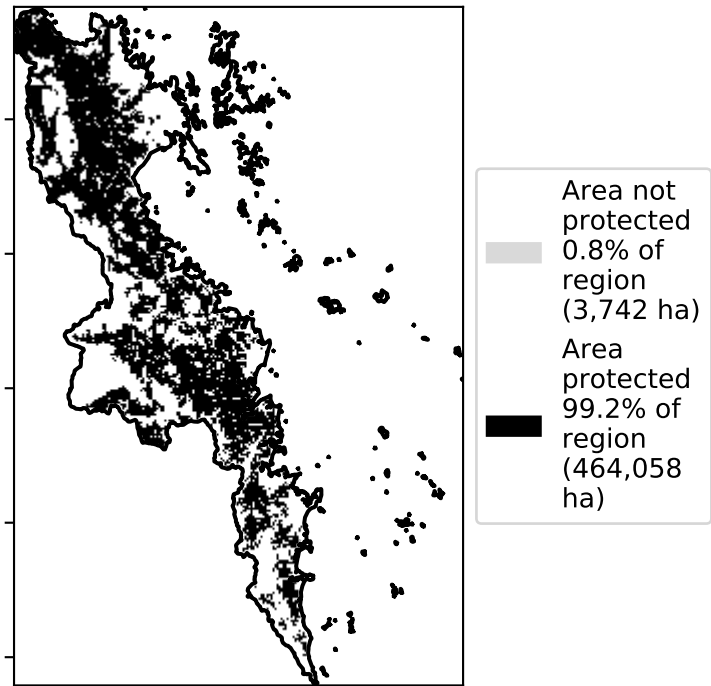 Area not
protected
0.8% of
region
(3,742 ha)
Area
protected
99.2% of
region
(464,058
ha)